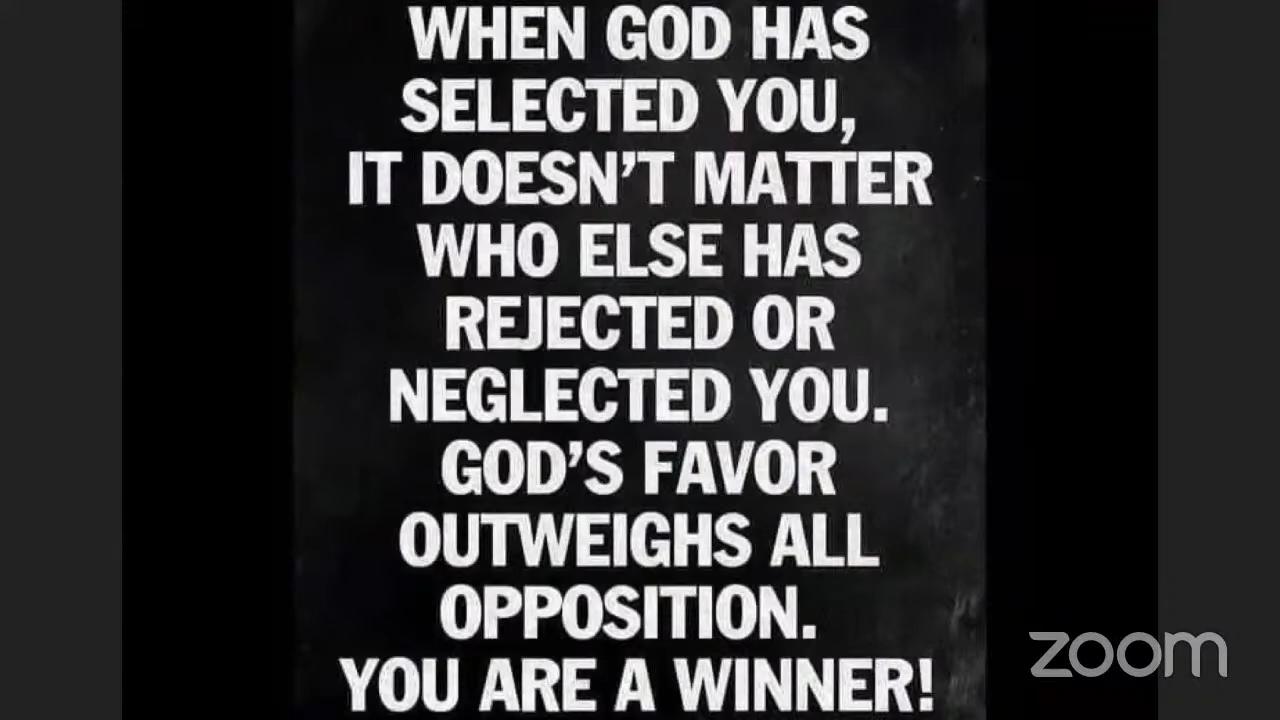 WHEN GOD HAS
SELECTED YOU,
IT DOESN'T MATTER
WHO ELSE HAS
REJECTED OR
NEGLECTED YOU.
GOD'S FAVOR
OUTWEIGHS ALL
OPPOSITION.
YOU ARE A WINNER!
zoom